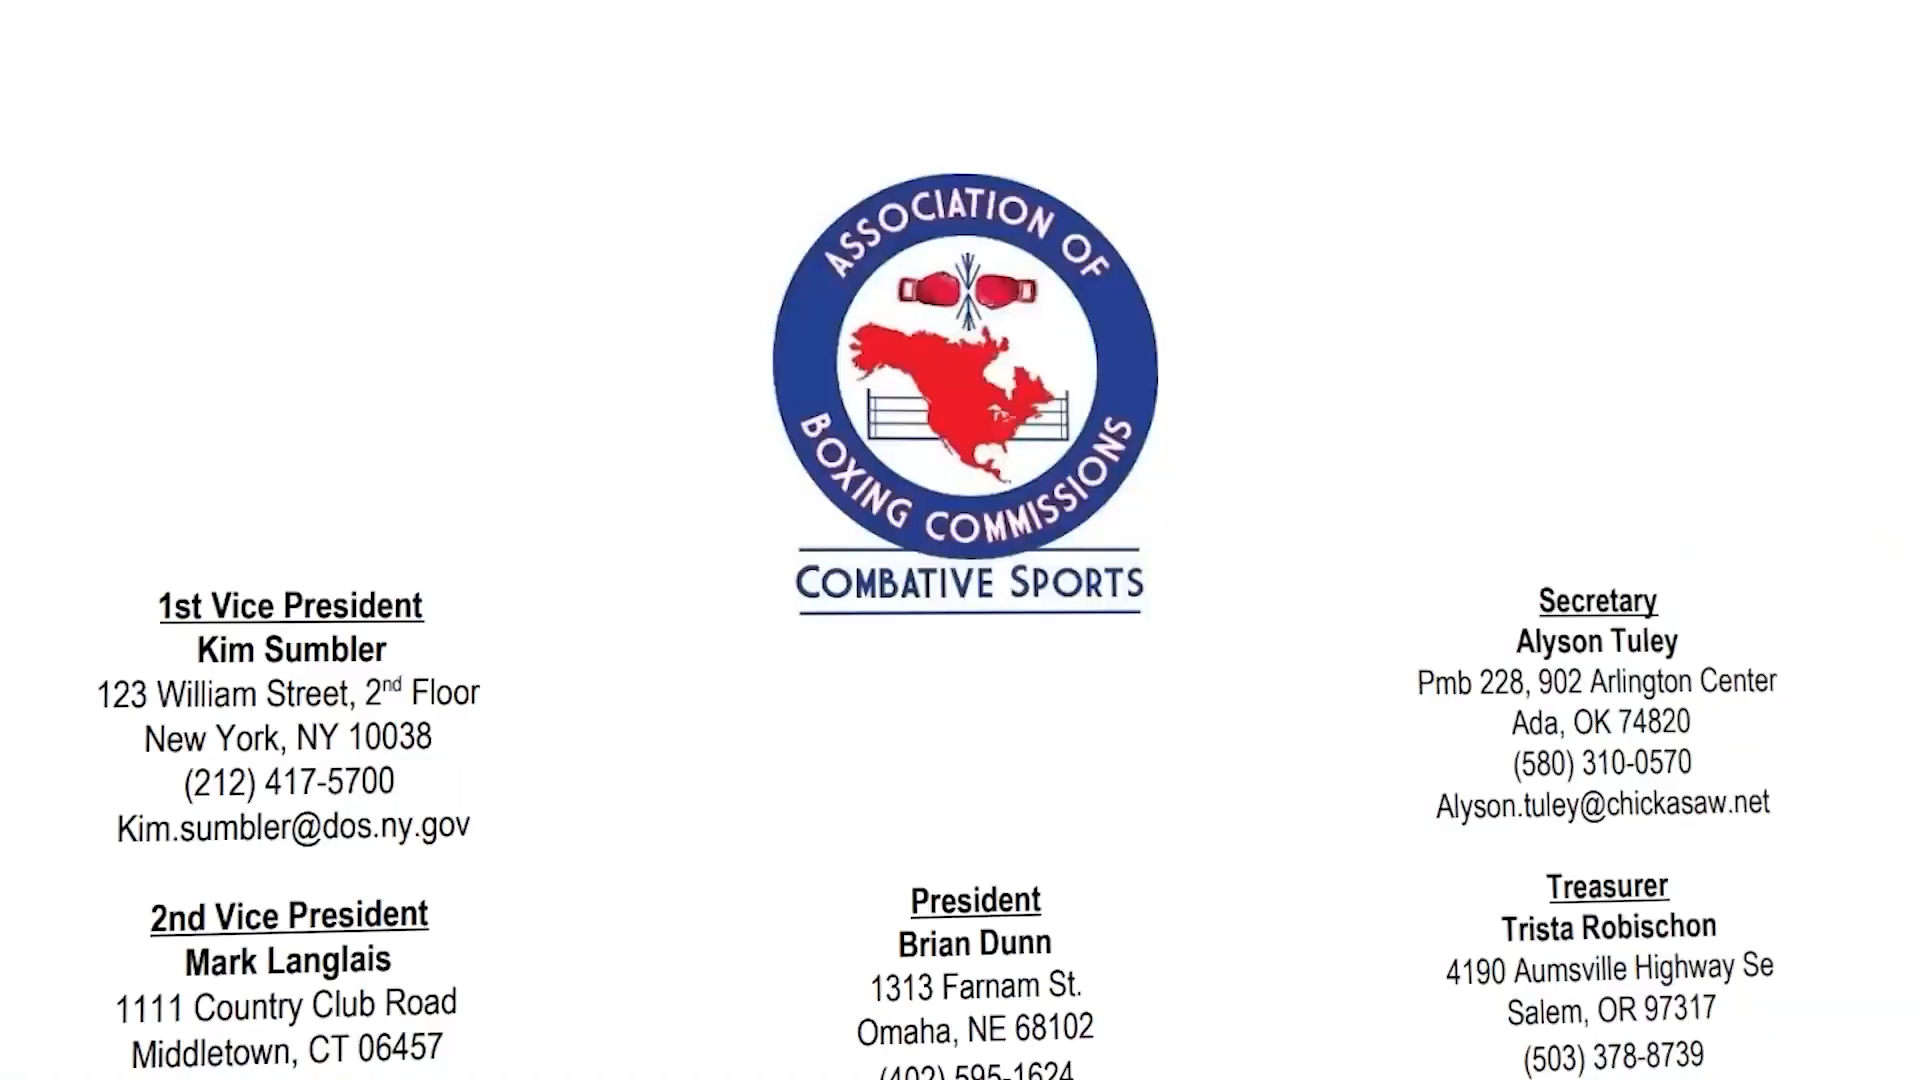 ASSOCIATION OF
BOXING COMMISSIONS
COMBATIVE SPORTS
1st Vice President
Kim Sumbler
123 William Street, 2nd Floor
New York, NY 10038
(212) 417-5700
Kim.sumbler@dos.ny.gov
2nd Vice President
Mark Langlais
1111 Country Club Road
Middletown, CT 06457
President
Brian Dunn
1313 Farnam St.
Omaha, NE 68102
(402) 595-1624
Secretary
Alyson Tuley
Pmb 228, 902 Arlington Center
Ada, OK 74820
(580) 310-0570
Alyson.tuley@chickasaw.net
Treasurer
Trista Robischon
4190 Aumsville Highway Se
Salem, OR 97317
(503) 378-8739